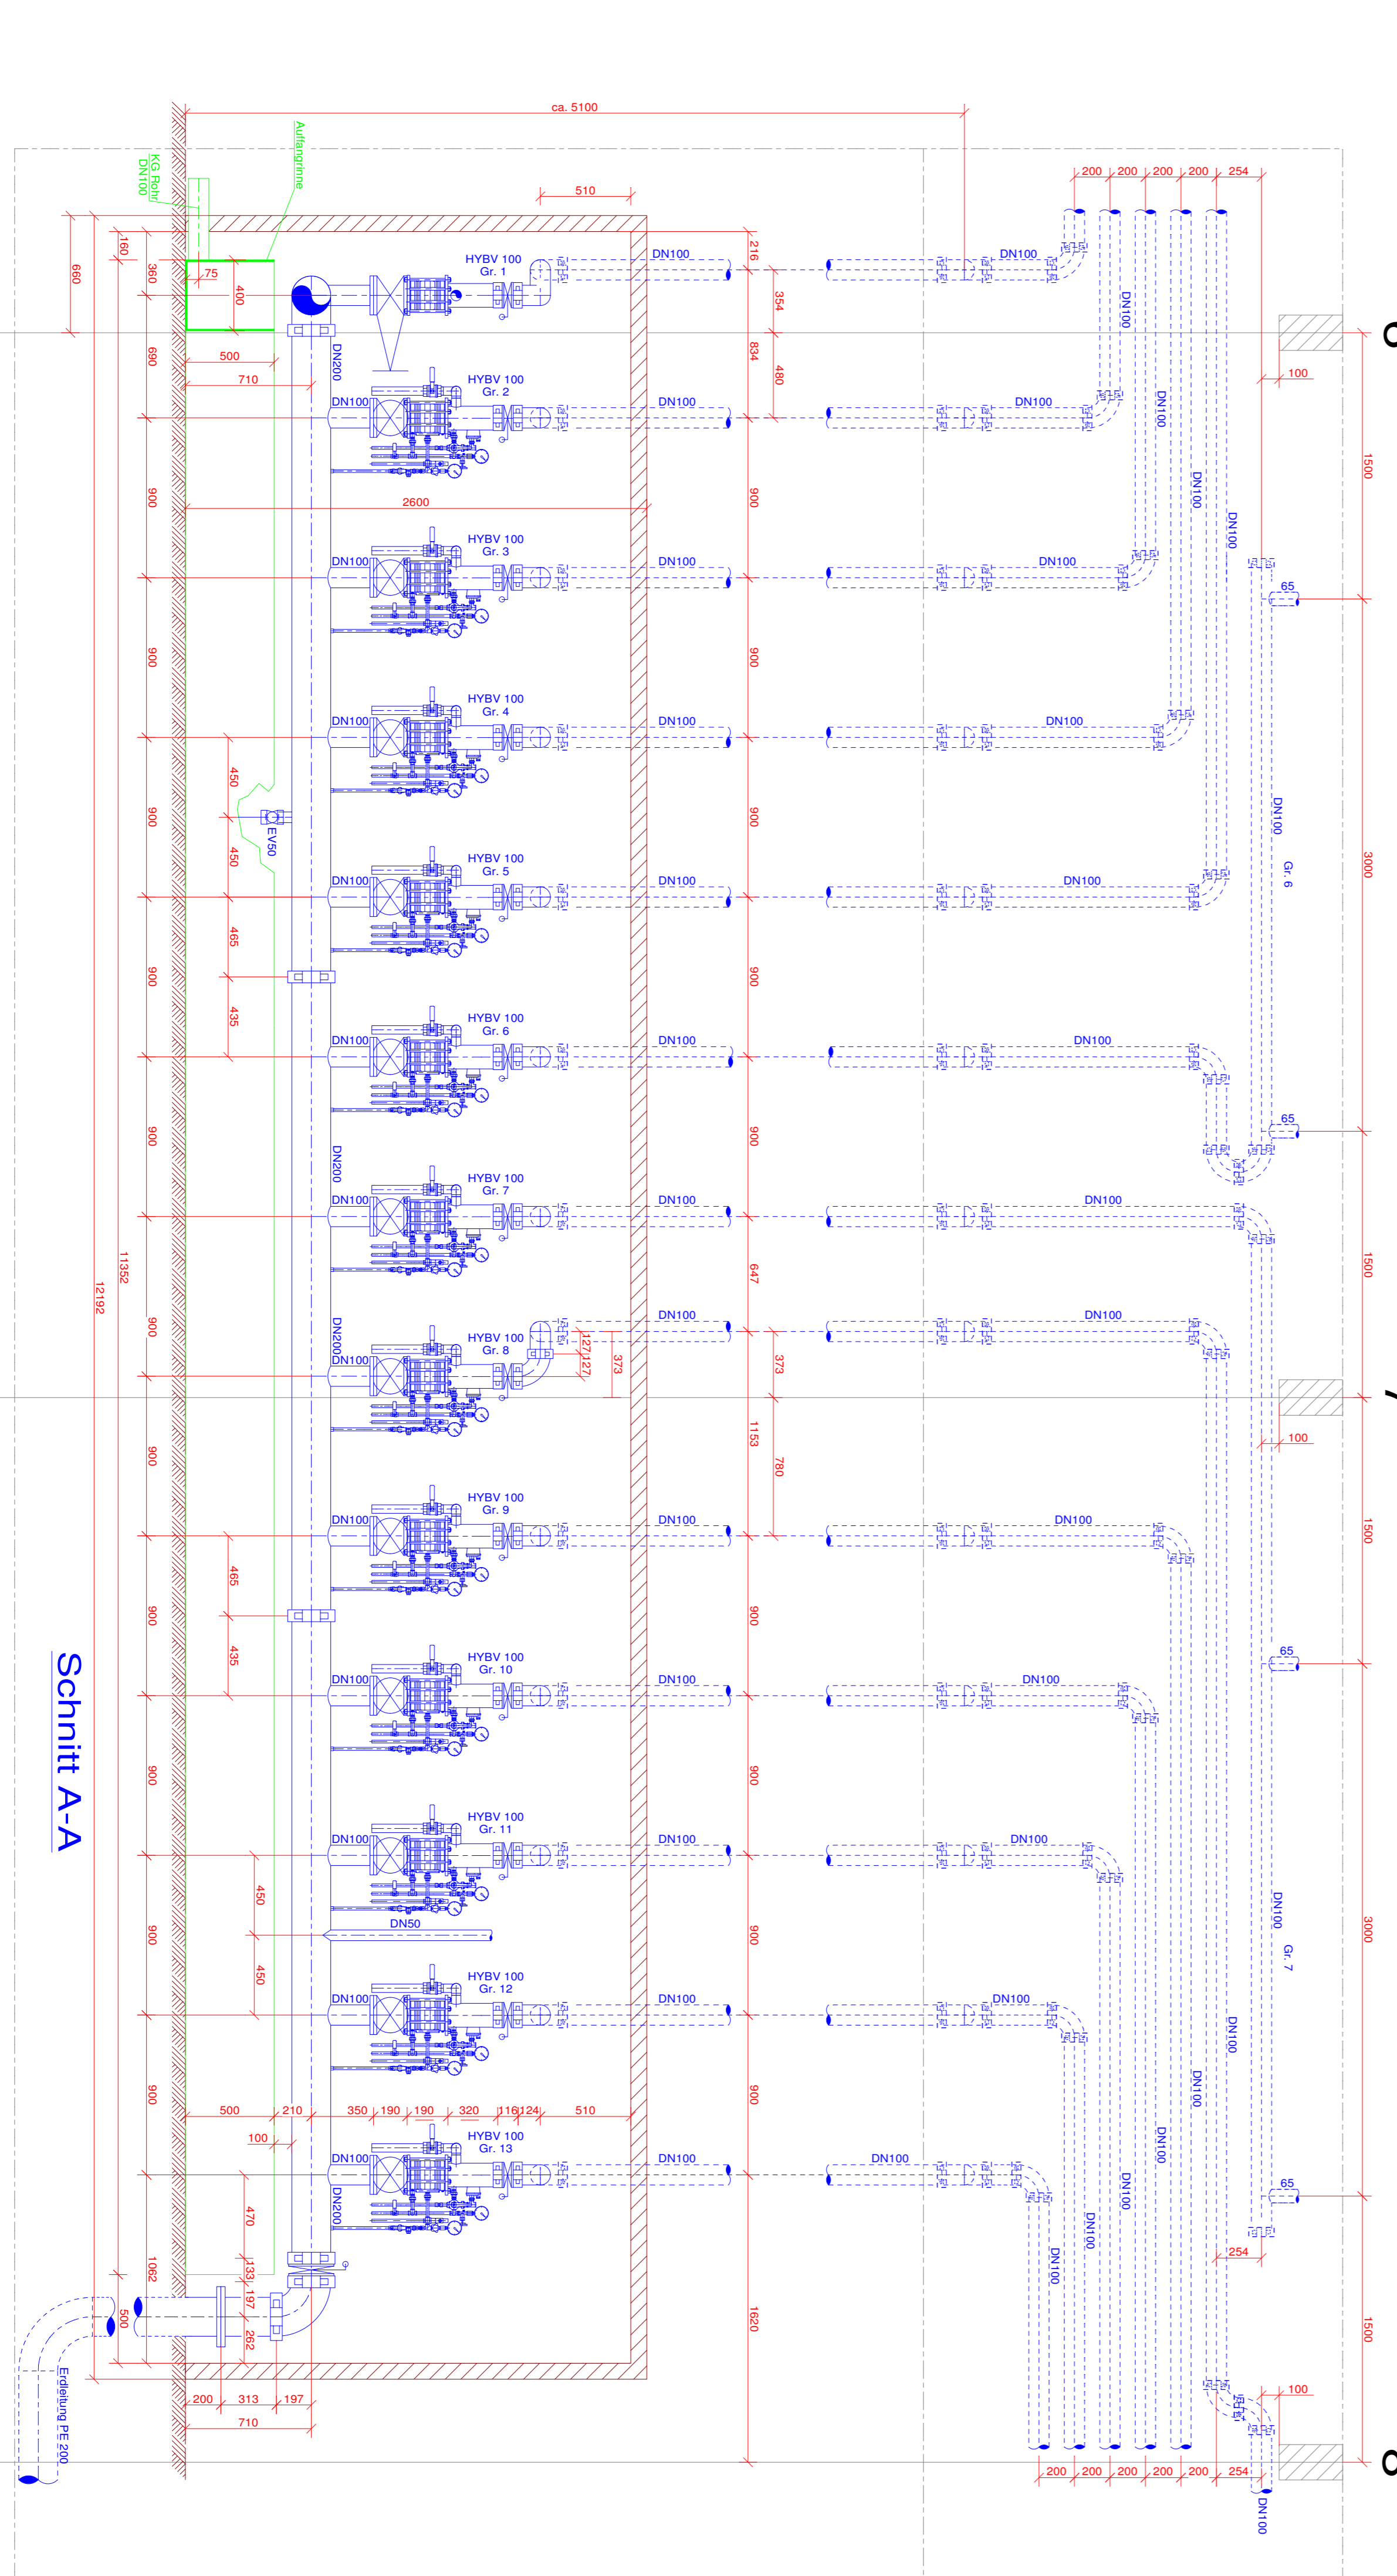 ca. 5100
200
200
200
200
254
510
Auffangrinne
KG Rohr
DN100
160
360
660
75
400
216
354
HYBV 100
Gr. 1
DN100
DN100
DN100
6
100
690
500
710
DN200
834
480
HYBV 100
Gr. 2
DN100
DN100
DN100
DN100
DN100
DN100
1500
900
2600
900
HYBV 100
Gr. 3
DN100
DN100
DN100
65
900
900
HYBV 100
Gr. 4
DN100
DN100
DN100
450
900
EV50
900
DN100
Gr. 6
3000
450
HYBV 100
Gr. 5
DN100
DN100
DN100
465
900
900
435
HYBV 100
Gr. 6
DN100
DN100
DN100
900
DN200
900
65
HYBV 100
Gr. 7
DN100
DN100
DN100
11352
12192
647
1500
900
DN200
HYBV 100
Gr. 8
DN100
DN100
DN100
127
127
373
373
7
100
900
1153
780
HYBV 100
Gr. 9
DN100
DN100
DN100
1500
465
900
900
435
HYBV 100
Gr. 10
DN100
DN100
DN100
65
Schnitt A-A
900
900
HYBV 100
Gr. 11
DN100
DN100
DN100
450
900
DN50
900
DN100
Gr. 7
3000
450
HYBV 100
Gr. 12
DN100
DN100
DN100
DN100
900
900
DN100
500
210
350
190
190
320
116
124
510
100
DN100
HYBV 100
Gr. 13
DN100
DN100
DN100
DN100
DN200
DN100
DN100
65
470
133
197
262
1062
500
1620
254
1500
Erdleitung PE 200
200
313
197
710
100
8
200
200
200
200
200
254
DN100